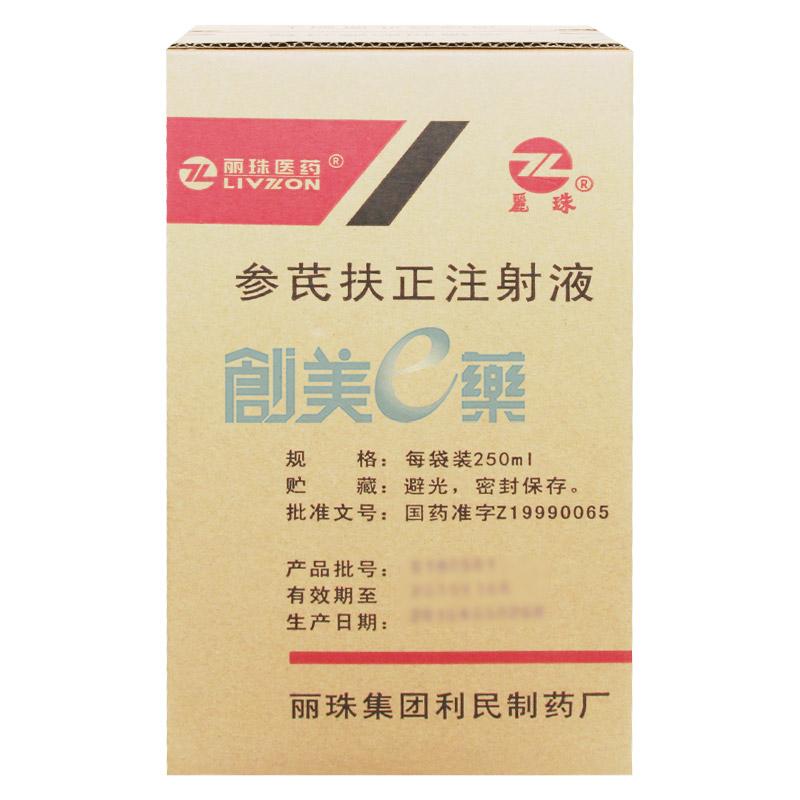 丽珠医药®
LIVZON
麗珠®
参芪扶正注射液
創美e藥
规　　格：每袋装250ml
贮　　藏：避光，密封保存。
批准文号：国药准字Z19990065
产品批号：
有效期至
生产日期：
丽珠集团利民制药厂